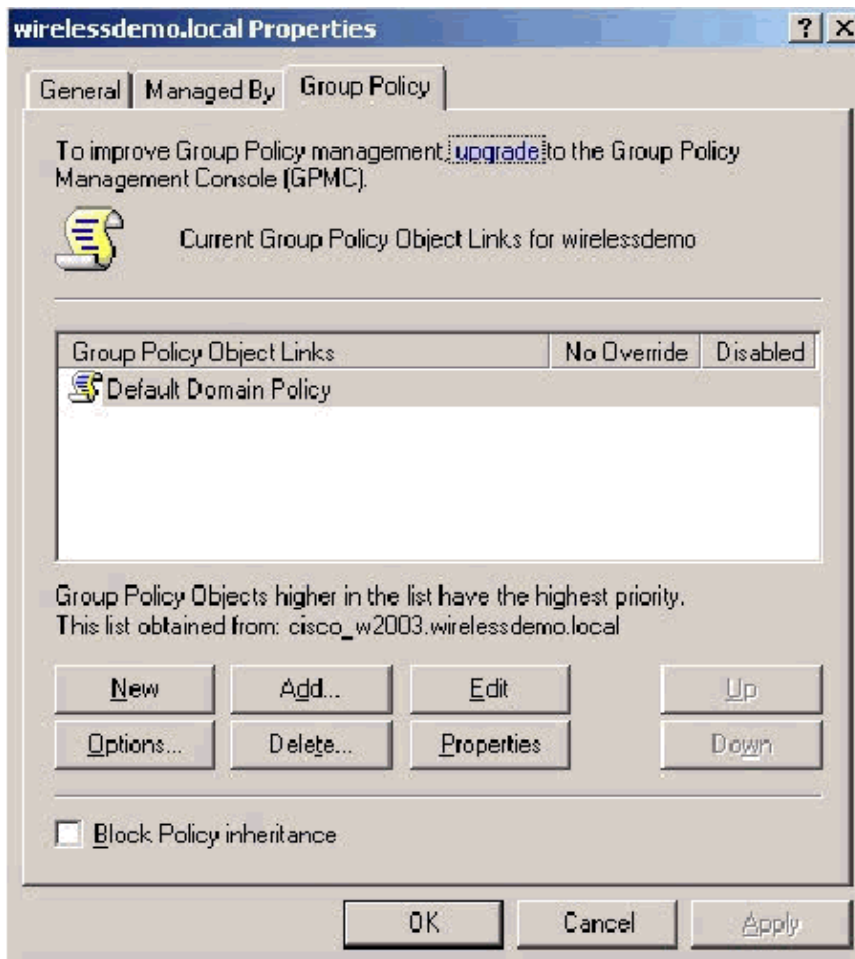 wirelessdemo.local Properties
? X
General Managed By Group Policy
To improve Group Policy management, upgrade to the Group Policy
Management Console (GPMC).
Current Group Policy Object Links for wirelessdemo
Group Policy Object Links No Override Disabled
Default Domain Policy
Group Policy Objects higher in the list have the highest priority.
This list obtained from: cisco_w2003.wirelessdemo.local
New Add... Edit Up
Options... Delete... Properties Down
Block Policy inheritance
OK Cancel Apply